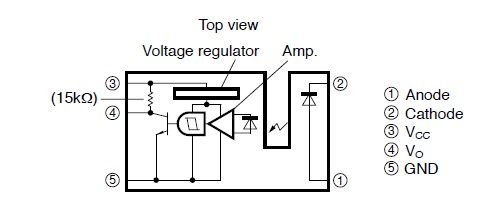 Top view
Voltage regulator Amp.
③ ②
(15kΩ)
④
⑤ ①
① Anode
② Cathode
③ VCC
④ VO
⑤ GND